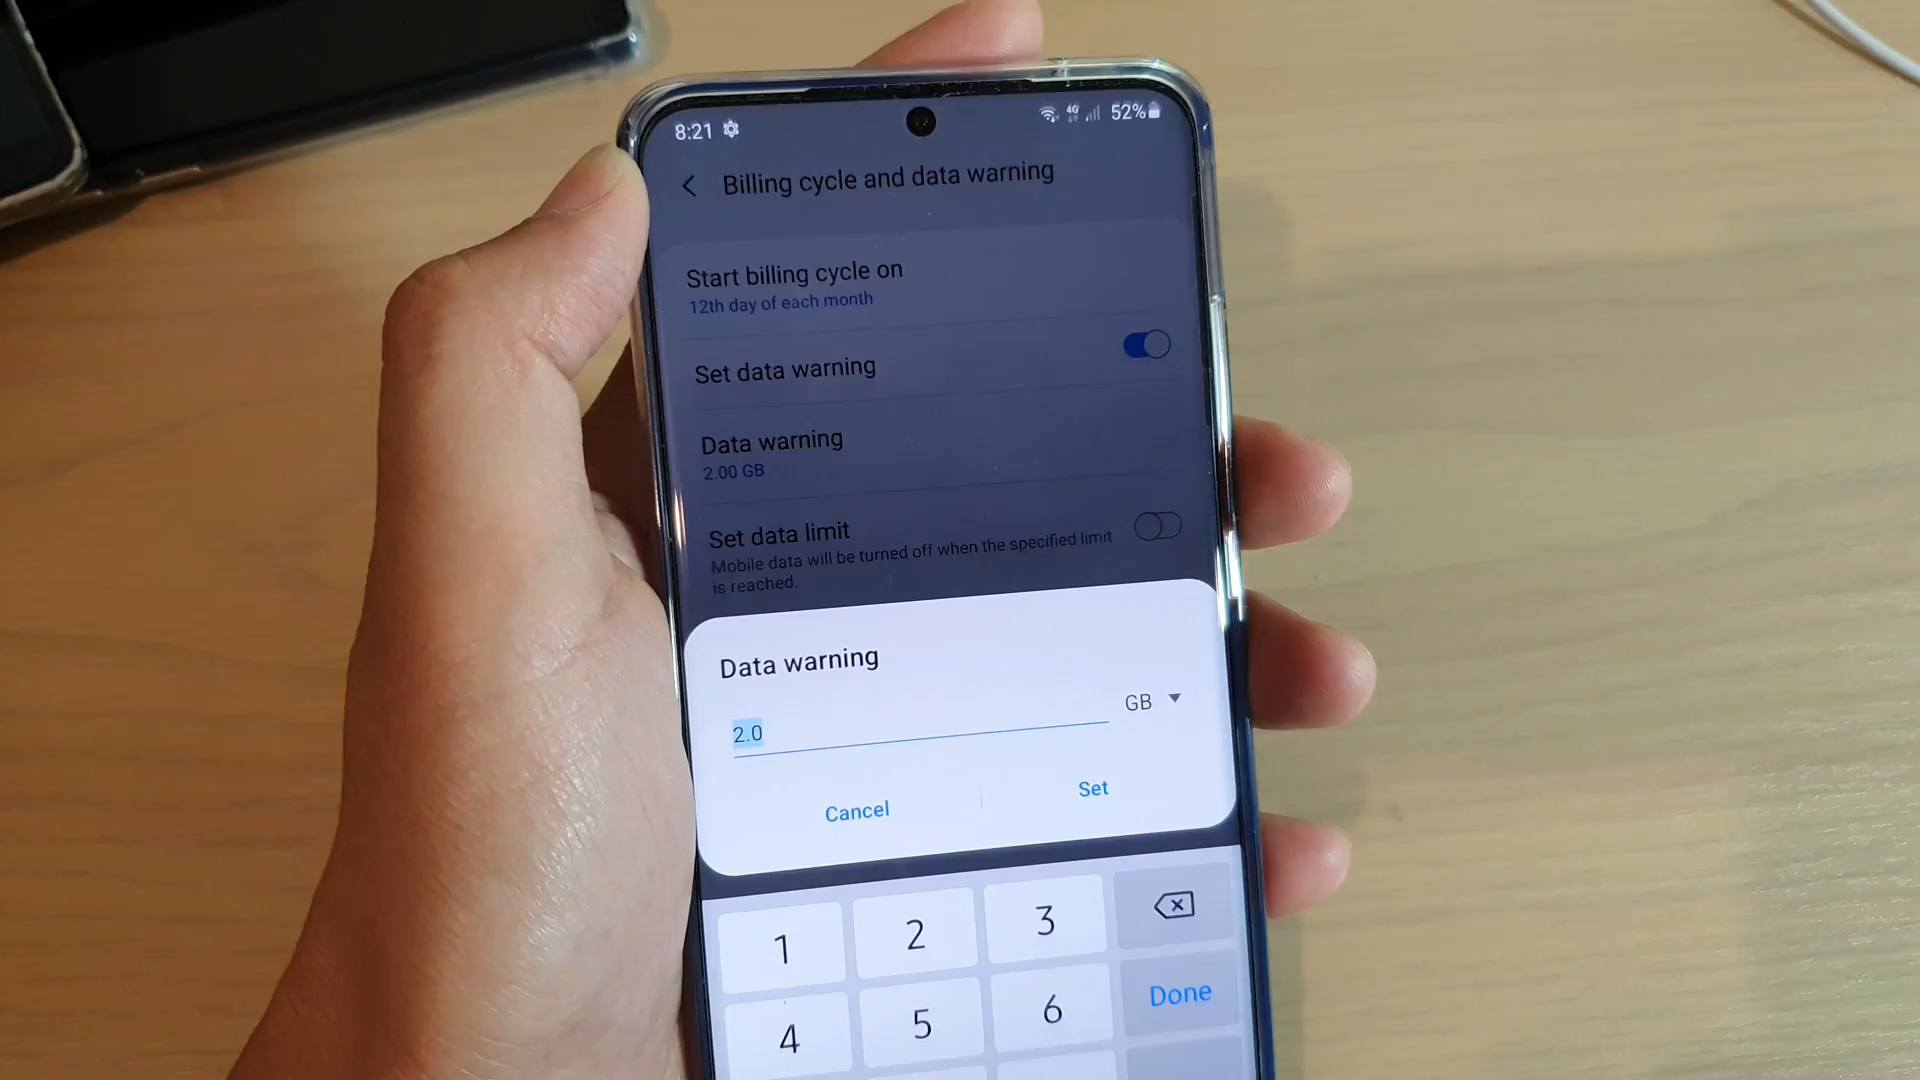 8:21
4G
52%
Billing cycle and data warning
Start billing cycle on
12th day of each month
Set data warning
Data warning
2.00 GB
Set data limit
Mobile data will be turned off when the specified limit
is reached.
Data warning
2.0
GB
Cancel
Set
1
2
3
4
5
6
Done